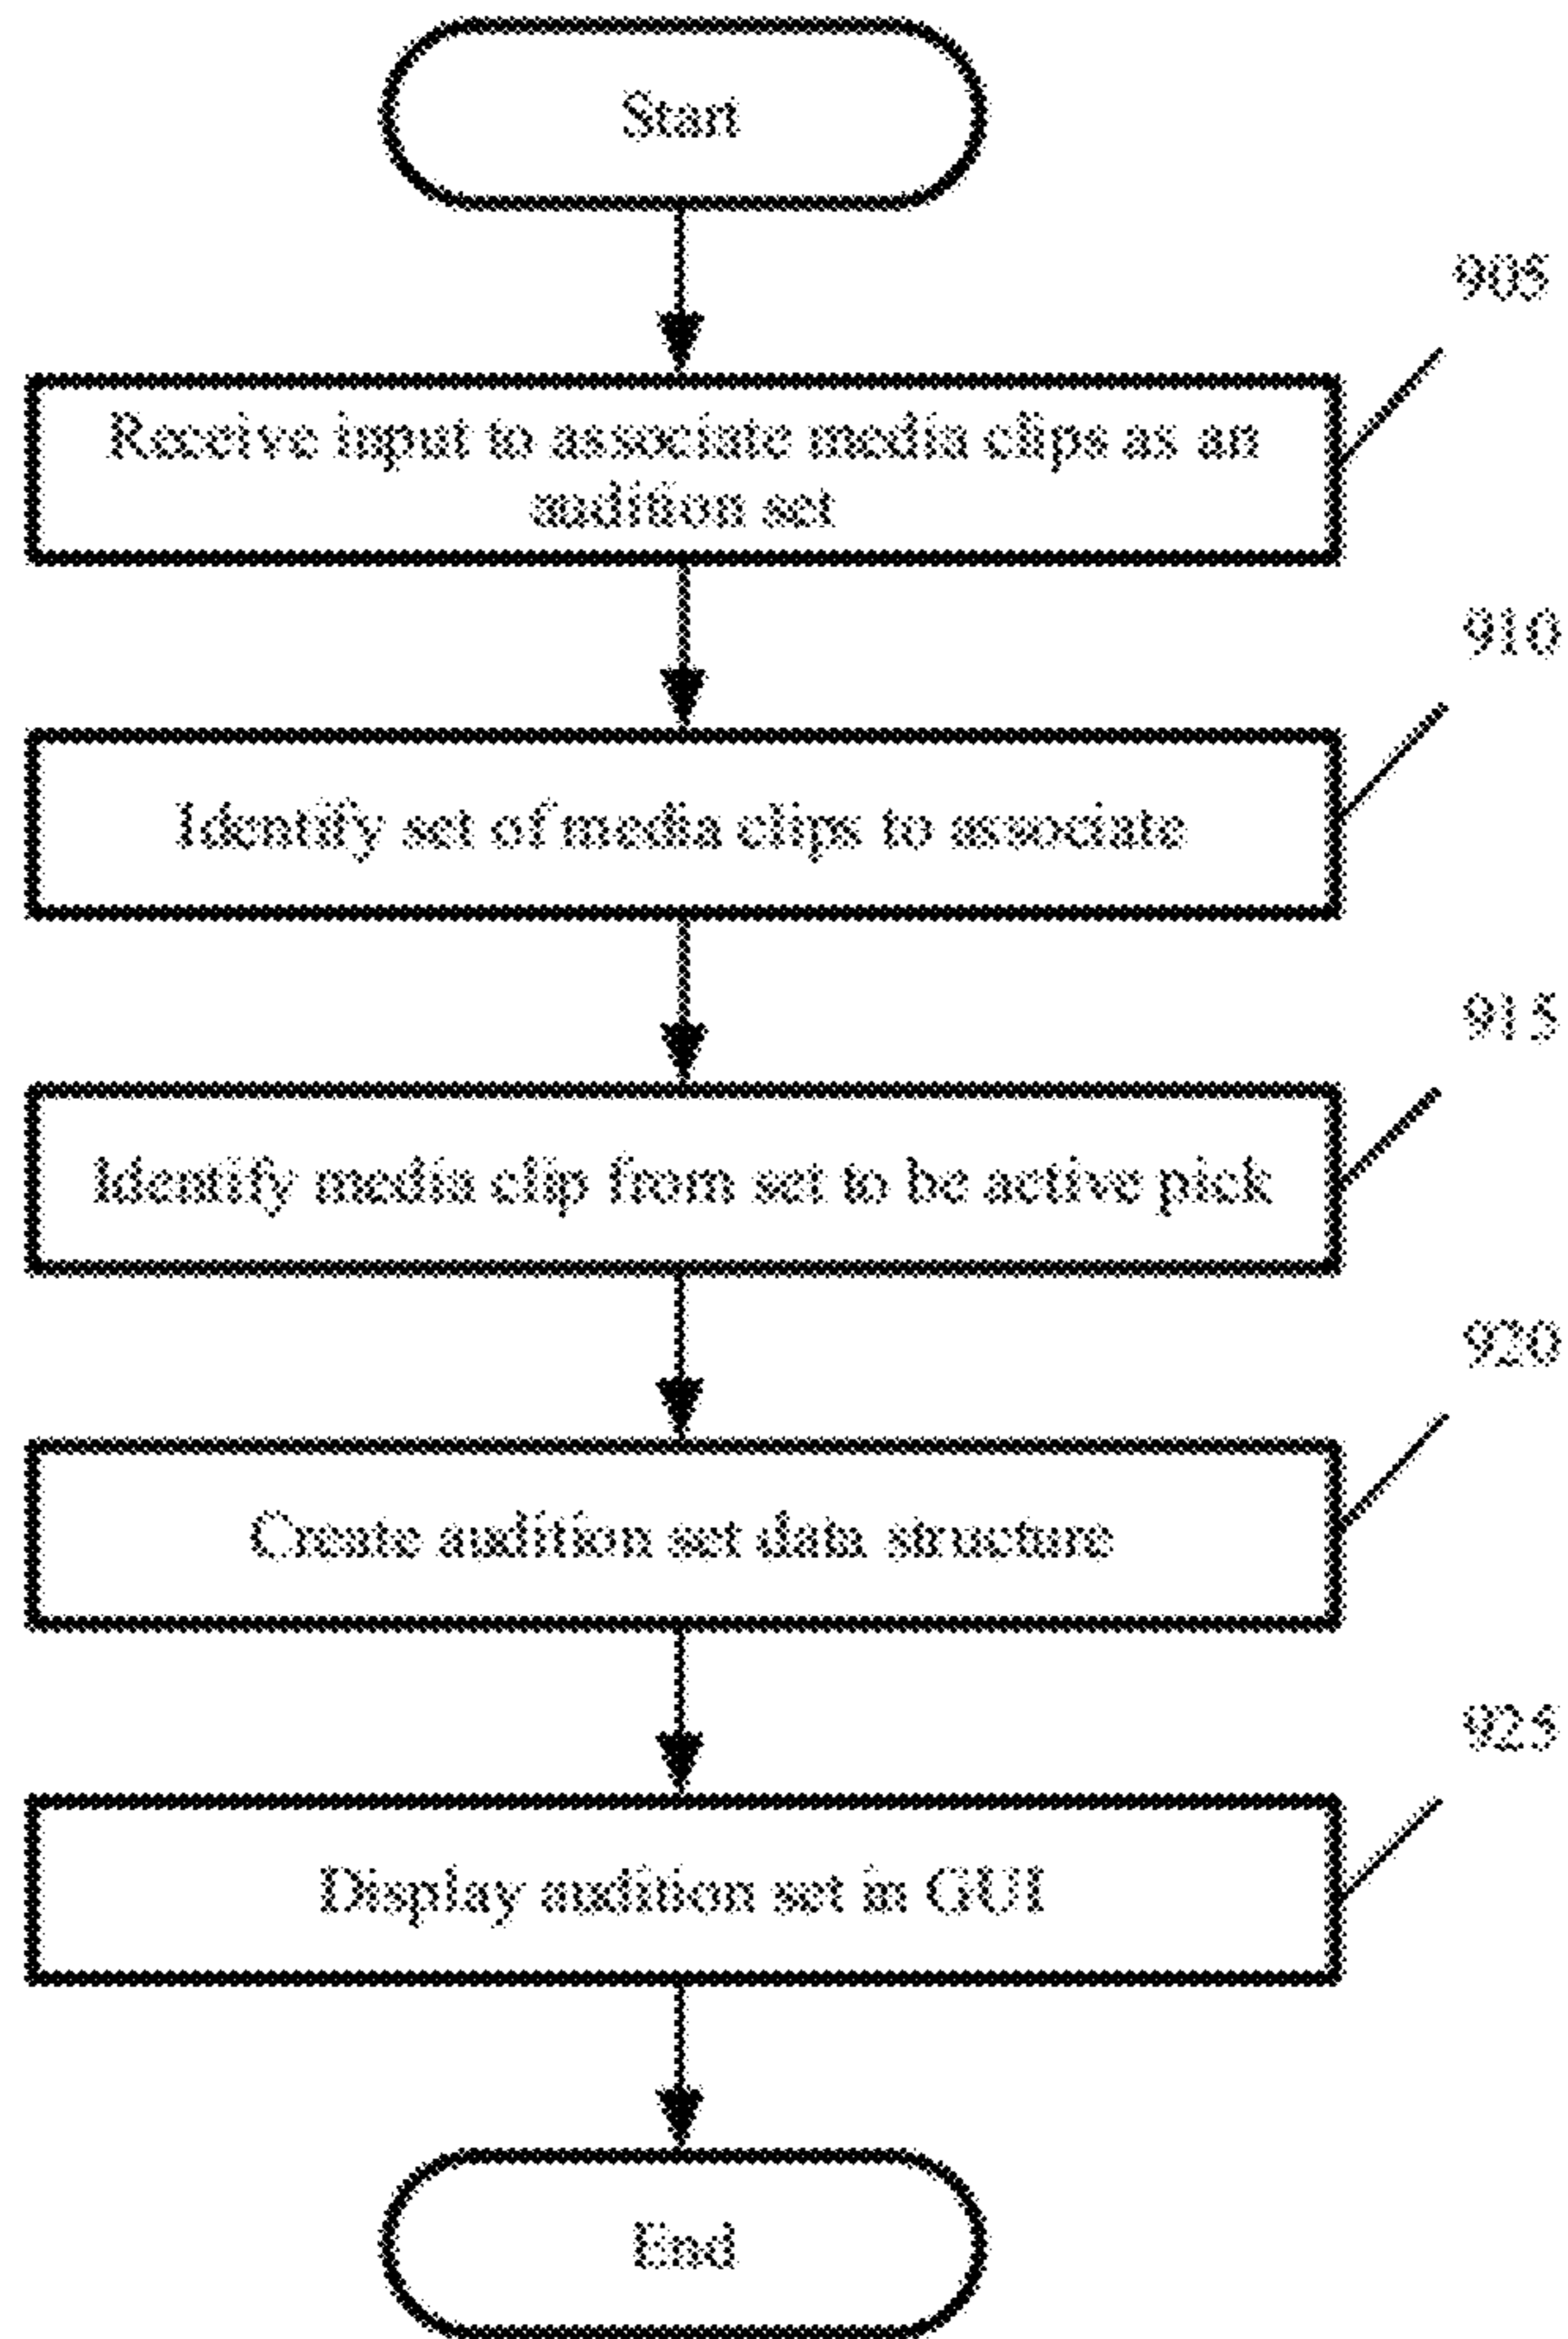 Start
905
Receive input to associate media clips as an
audition set
910
Identify set of media clips to associate
915
Identify media clip from set to be active pick
920
Create audition set data structure
925
Display audition set in GUI
End